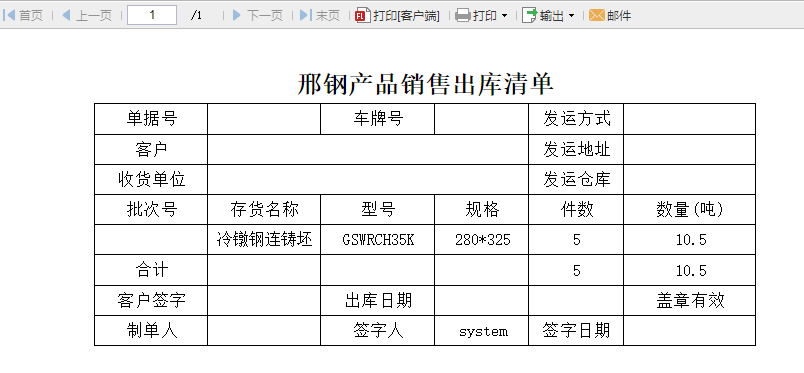 首页 上一页 1 /1 下一页 末页 打印[客户端] 打印 输出 邮件
邢钢产品销售出库清单
单据号 车牌号 发运方式
客户 发运地址
收货单位 发运仓库
批次号 存货名称 型号 规格 件数 数量(吨)
冷镦钢连铸坯 GSWRCH35K 280*325 5 10.5
合计 5 10.5
客户签字 出库日期 盖章有效
制单人 签字人 system 签字日期